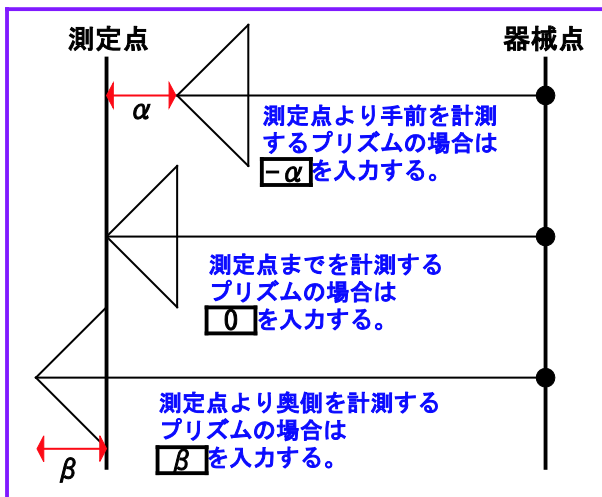 測定点
器械点
α
測定点より手前を計測
するプリズムの場合は
-αを入力する。
測定点までを計測する
プリズムの場合は
0を入力する。
測定点より奥側を計測する
プリズムの場合は
βを入力する。
β